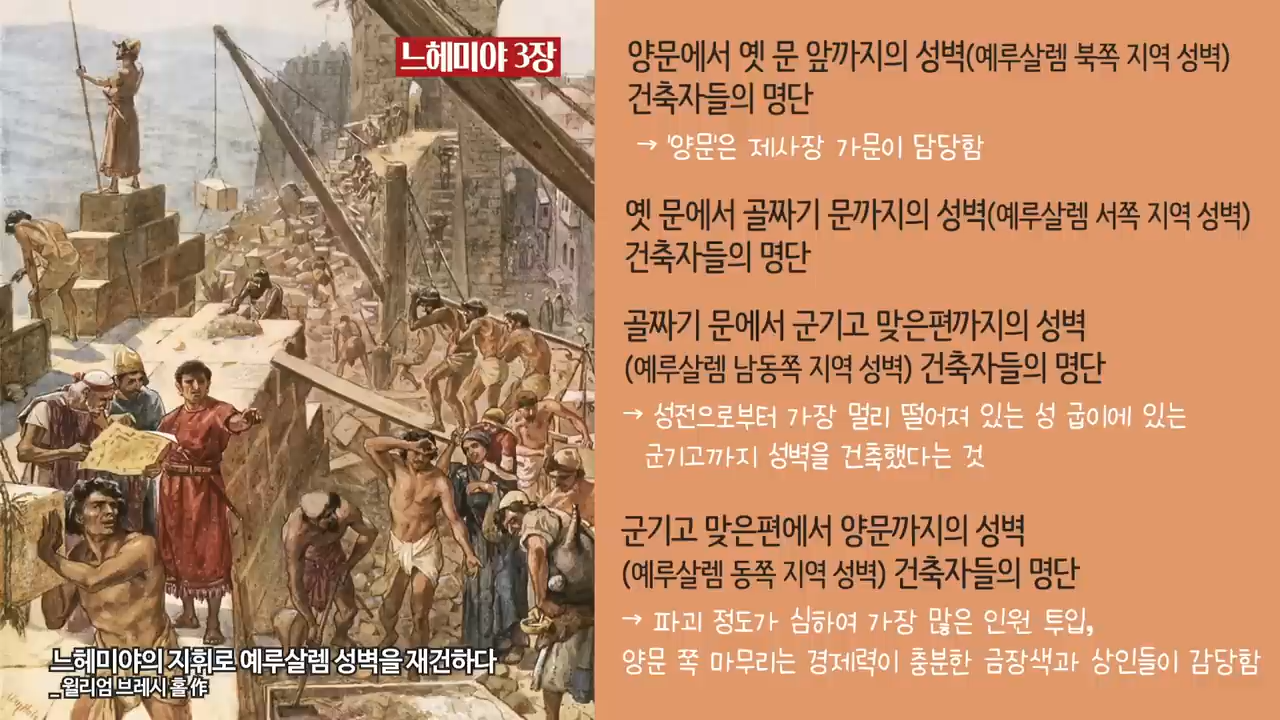 느헤미야 3장
느헤미야의 지휘로 예루살렘 성벽을 재건하다
_ 윌리엄 브레시 홀 作
양문에서 옛 문 앞까지의 성벽(예루살렘 북쪽 지역 성벽)
건축자들의 명단
→ '양문'은 제사장 가문이 담당함
옛 문에서 골짜기 문까지의 성벽(예루살렘 서쪽 지역 성벽)
건축자들의 명단
골짜기 문에서 군기고 맞은편까지의 성벽
(예루살렘 남동쪽 지역 성벽) 건축자들의 명단
→ 성전으로부터 가장 멀리 떨어져 있는 성 굽이에 있는
군기고까지 성벽을 건축했다는 것
군기고 맞은편에서 양문까지의 성벽
(예루살렘 동쪽 지역 성벽) 건축자들의 명단
→ 파괴 정도가 심하여 가장 많은 인원 투입,
양문 쪽 마무리는 경제력이 충분한 금장색과 상인들이 감당함